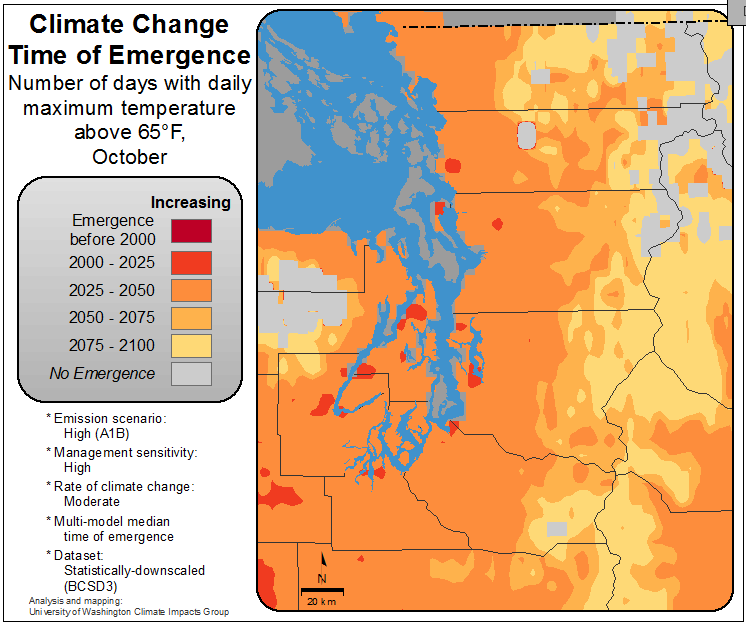 Climate Change
Time of Emergence
Number of days with daily
maximum temperature
above 65°F,
October
Increasing
Emergence
before 2000
2000 - 2025
2025 - 2050
2050 - 2075
2075 - 2100
No Emergence
* Emission scenario:
High (A1B)
* Management sensitivity:
High
* Rate of climate change:
Moderate
* Multi-model median
time of emergence
* Dataset:
Statistically-downscaled
(BCSD3)
Analysis and mapping:
University of Washington Climate Impacts Group
N
20 km